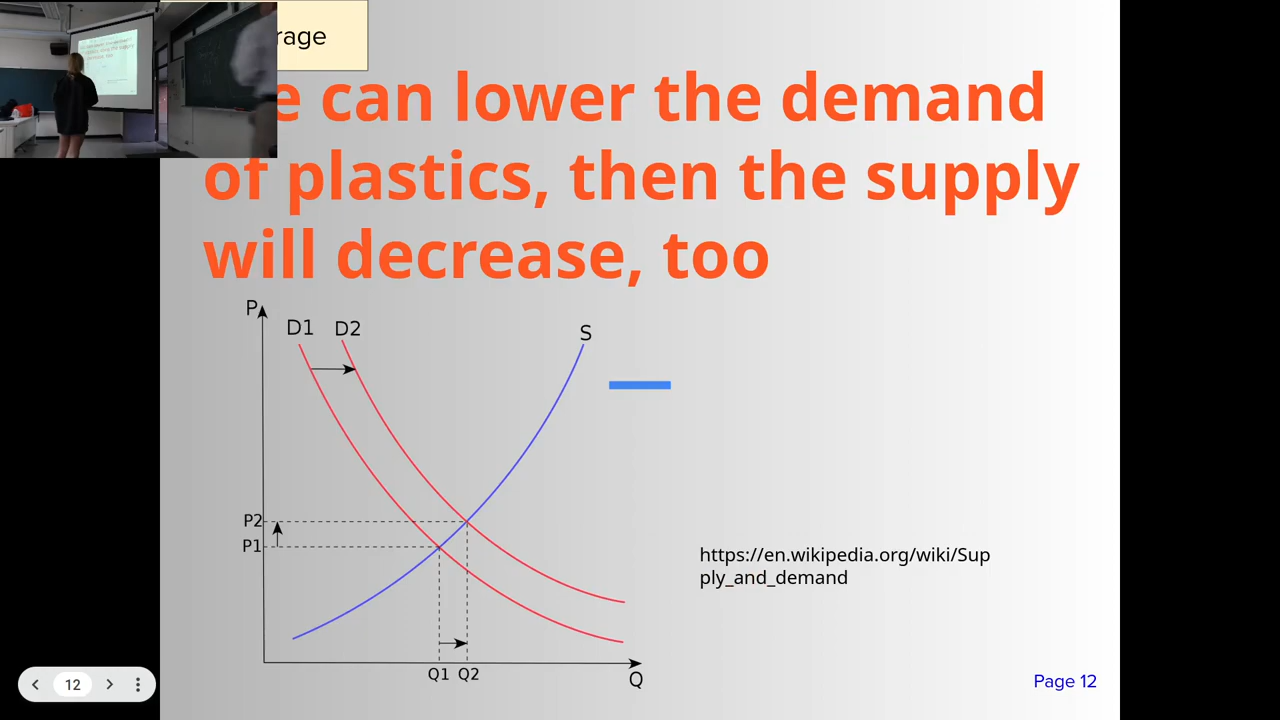 rage
e can lower the demand
of plastics, then the supply
will decrease, too
P
D1 D2 S
P2
P1
Q1 Q2
Q
https://en.wikipedia.org/wiki/Sup
ply_and_demand
12
Page 12